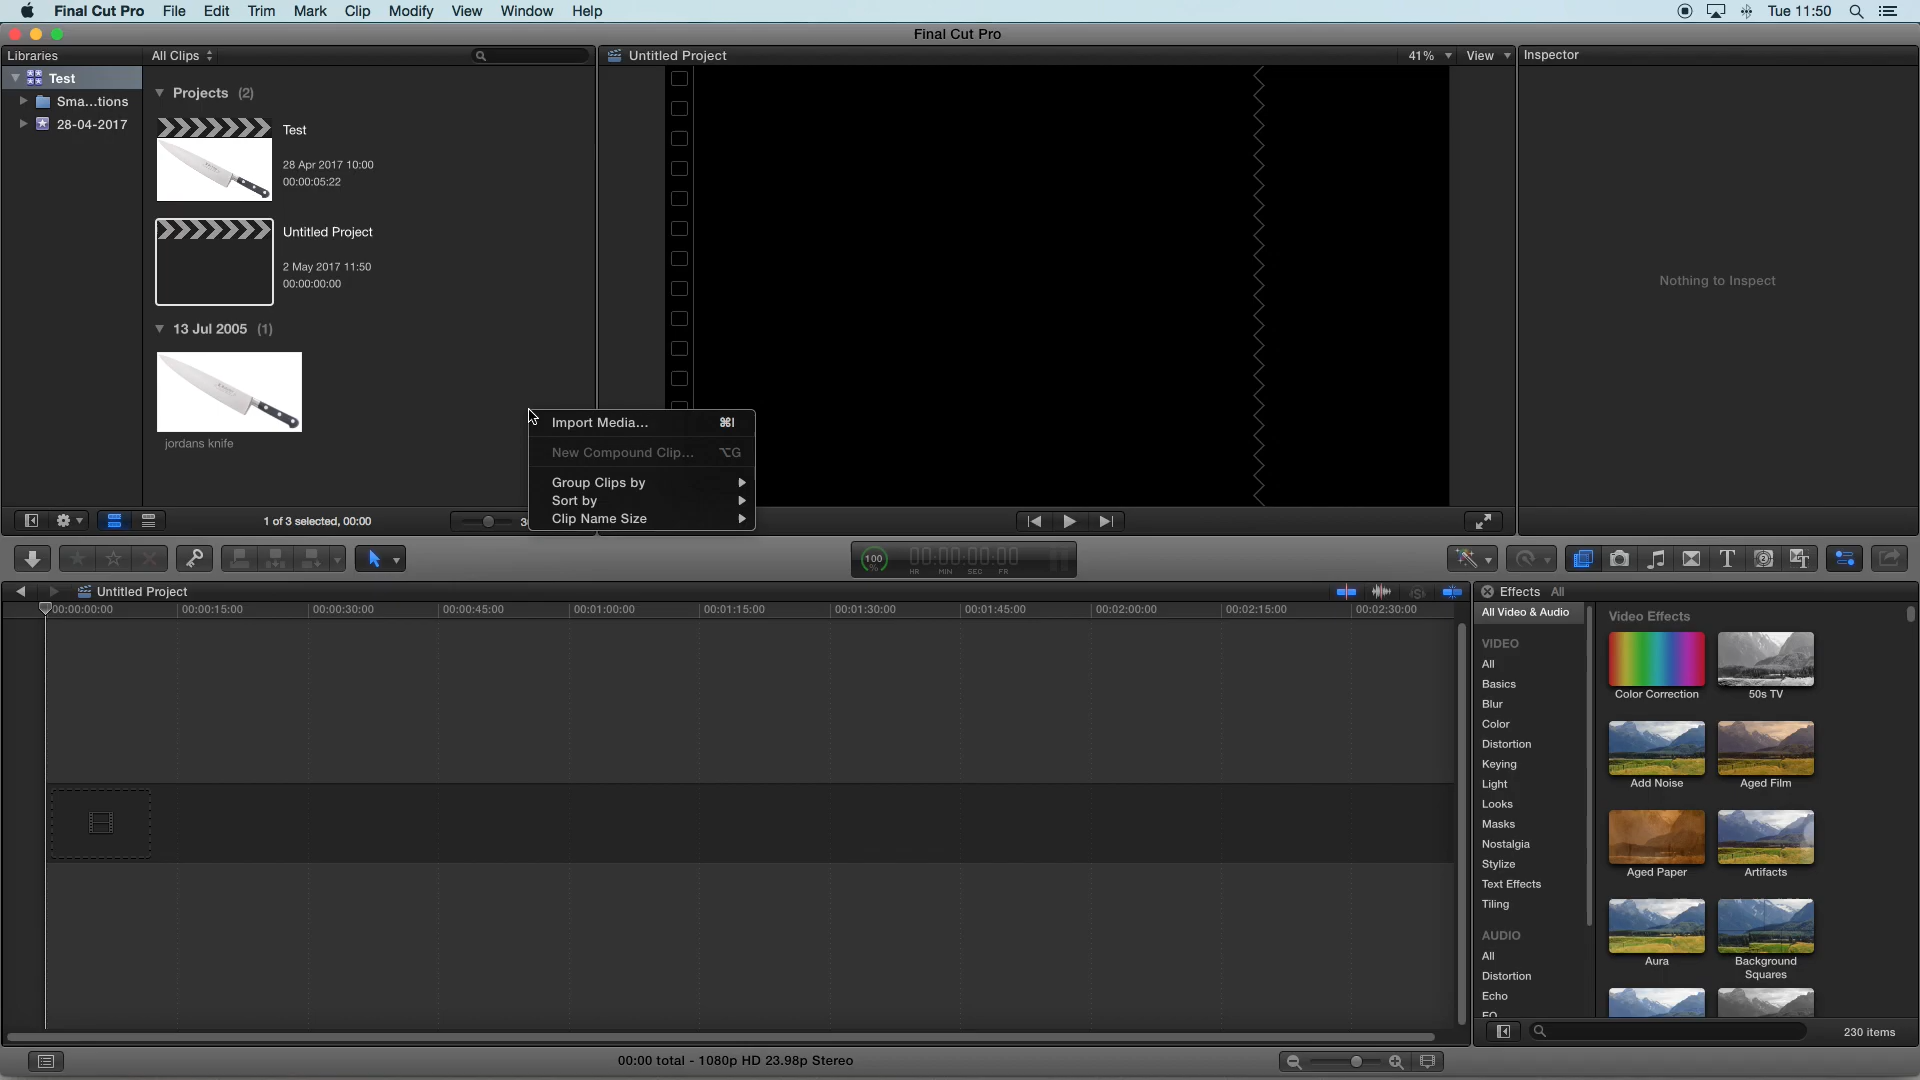 Final Cut Pro File Edit Trim Mark Clip Modify View Window Help Tue 11:50
Final Cut Pro
Libraries All Clips Untitled Project 41% View Inspector
Test
Sma...tions
28-04-2017
Projects (2)
Test
28 Apr 2017 10:00
00:00:05:22
Untitled Project
2 May 2017 11:50
00:00:00:00
13 Jul 2005 (1)
jordans knife
Nothing to Inspect
Import Media... ⌘I
New Compound Clip... ⌥G
Group Clips by
Sort by
Clip Name Size
1 of 3 selected, 00:00
100
%
00:00:00:00
HR MIN SEC FR
Untitled Project
00:00:00:00 00:00:15:00 00:00:30:00 00:00:45:00 00:01:00:00 00:01:15:00 00:01:30:00 00:01:45:00 00:02:00:00 00:02:15:00 00:02:30:00
Effects All
All Video & Audio
VIDEO
All
Basics
Blur
Color
Distortion
Keying
Light
Looks
Masks
Nostalgia
Stylize
Text Effects
Tiling
AUDIO
All
Distortion
Echo
EQ
Video Effects
Color Correction 50s TV
Add Noise Aged Film
Aged Paper Artifacts
Aura Background
Squares
230 items
00:00 total - 1080p HD 23.98p Stereo